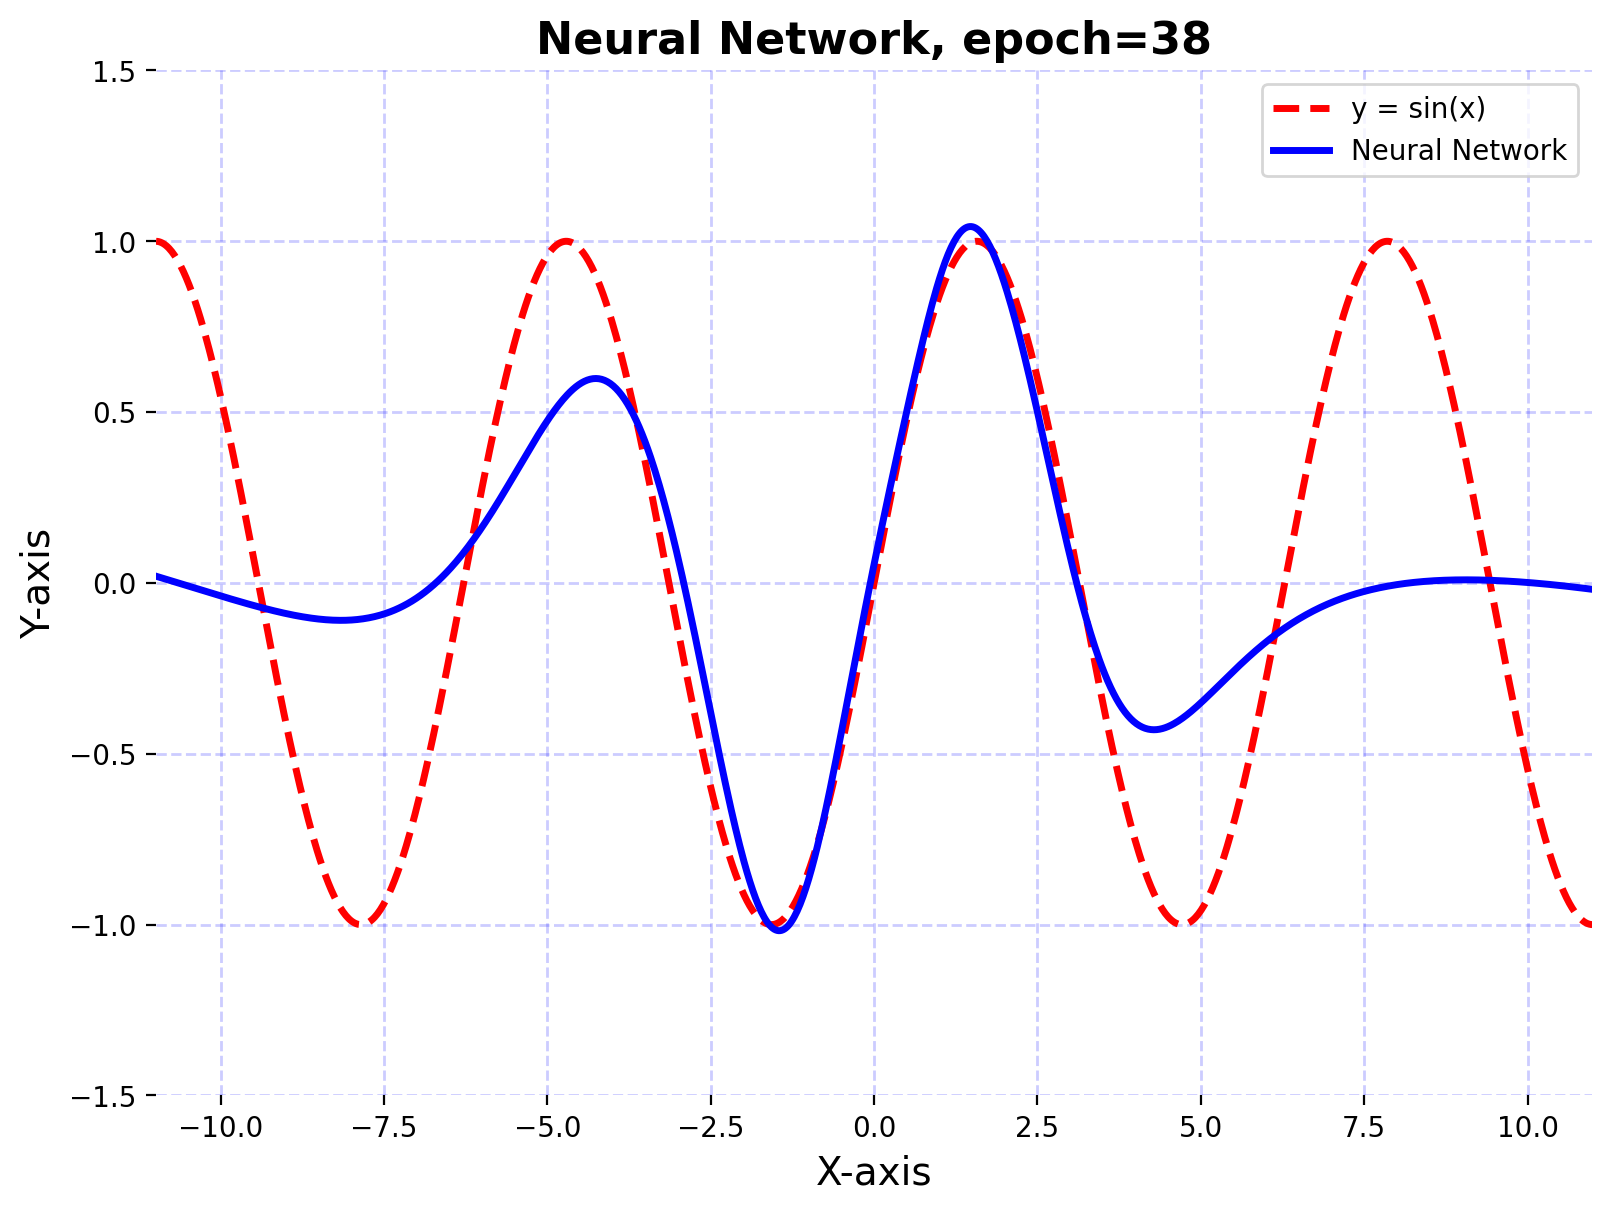 Neural Network, epoch=38
1.5
y = sin(x)
Neural Network
1.0
0.5
0.0
−0.5
−1.0
−1.5
Y-axis
−10.0 −7.5 −5.0 −2.5 0.0 2.5 5.0 7.5 10.0
X-axis